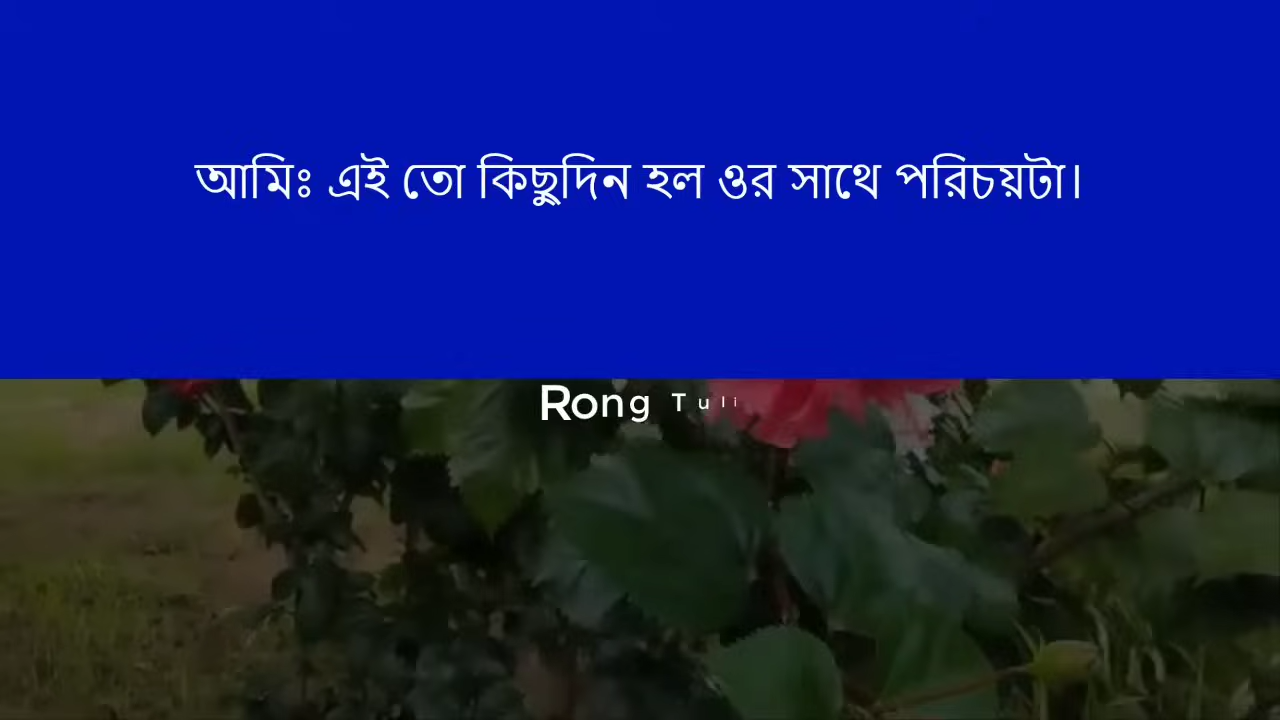 আমিঃ এই তো কিছুদিন হল ওর সাথে পরিচয়টা।
Rong Tuli